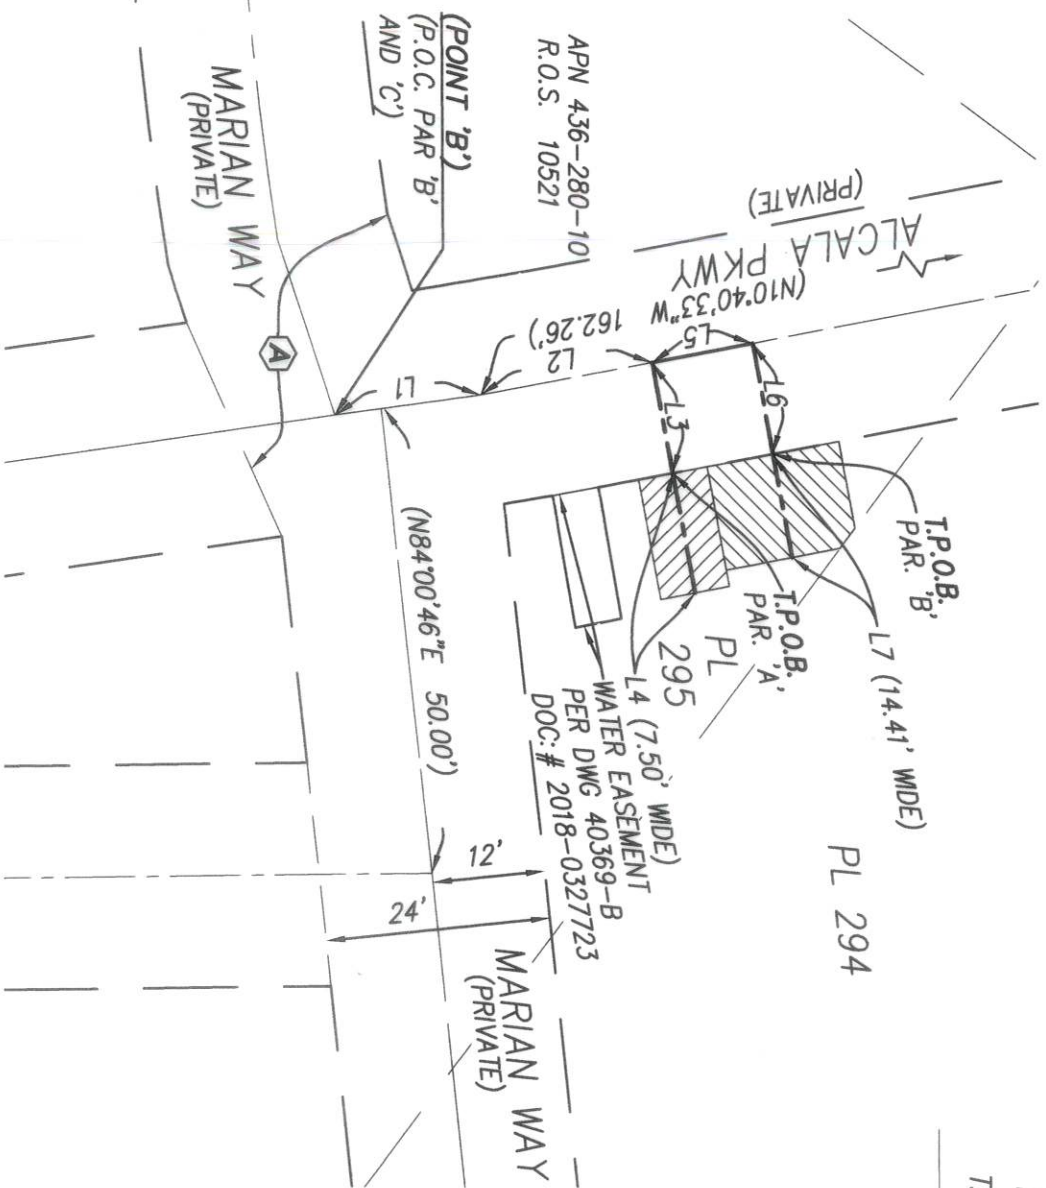 (POINT 'B')
(P.O.C. PAR 'B'
AND 'C')
APN 436-280-10
R.O.S. 10521
MARIAN WAY
(PRIVATE)
A
ALCALA PKWY
(PRIVATE)
(N10°40'33"W 162.26')
L1
L2
L5
L3
L6
T.P.O.B.
PAR. 'B'
T.P.O.B.
PAR. 'A'
L7 (14.41' WIDE)
PL
295
L4 (7.50' WIDE)
WATER EASEMENT
PER DWG 40369-B
DOC:# 2018-0327723
PL 294
(N84°00'46"E 50.00')
12'
24'
MARIAN WAY
(PRIVATE)